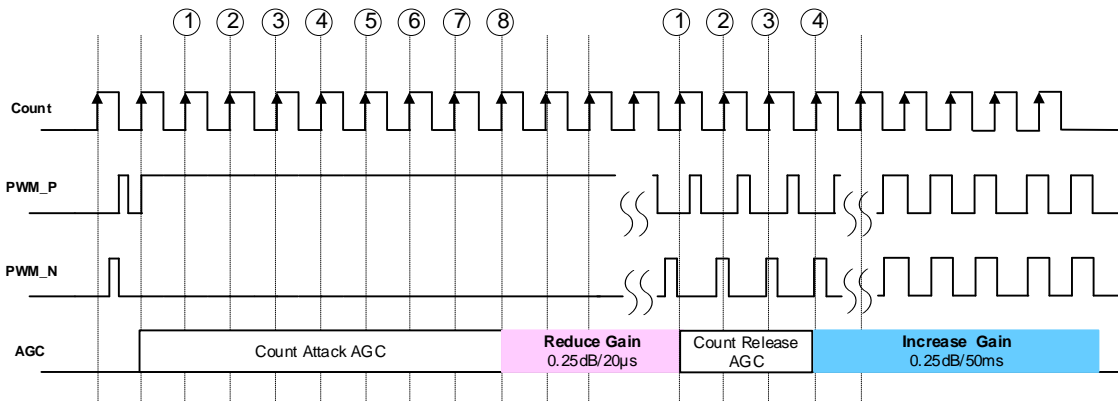 1 2 3 4 5 6 7 8 1 2 3 4
Count
PWM_P
PWM_N
AGC
Count Attack AGC
Reduce Gain
0.25dB/20µs
Count Release
AGC
Increase Gain
0.25dB/50ms